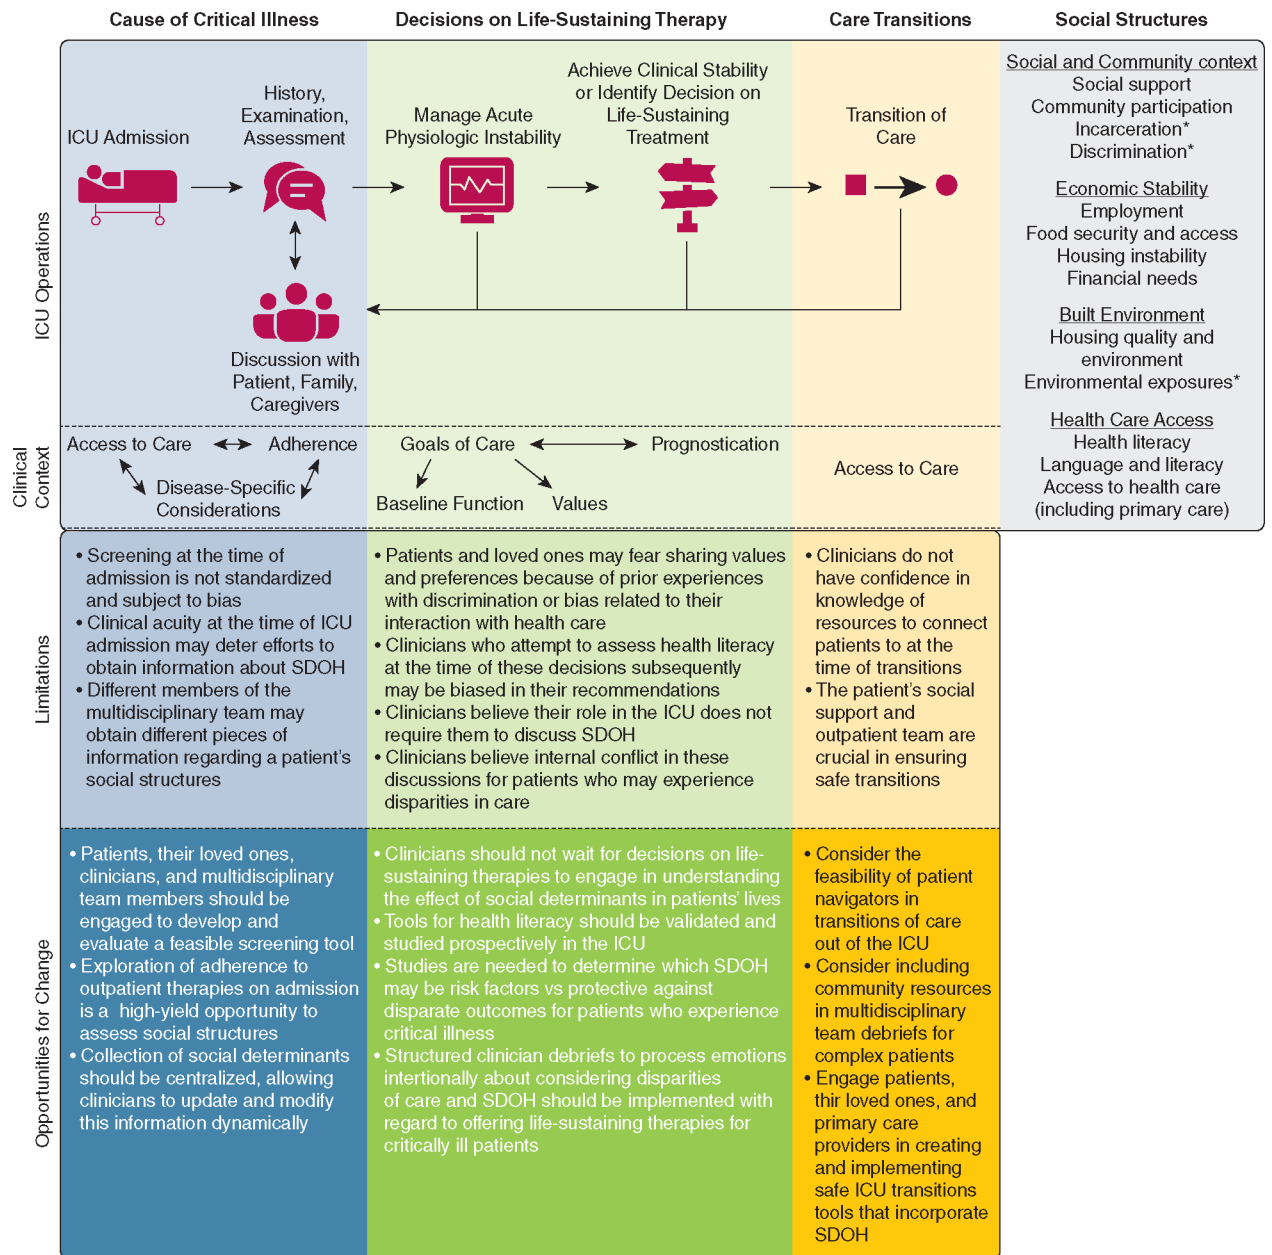 Cause of Critical Illness
Decisions on Life-Sustaining Therapy
Care Transitions
Social Structures
ICU Operations
ICU Admission
History,
Examination,
Assessment
Discussion with
Patient, Family,
Caregivers
Manage Acute
Physiologic Instability
Achieve Clinical Stability
or Identify Decision on
Life-Sustaining
Treatment
Transition of
Care
Social and Community context
Social support
Community participation
Incarceration*
Discrimination*
Economic Stability
Employment
Food security and access
Housing instability
Financial needs
Built Environment
Housing quality and
environment
Environmental exposures*
Health Care Access
Health literacy
Language and literacy
Access to health care
(including primary care)
Clinical
Context
Access to Care
Adherence
Disease-Specific
Considerations
Goals of Care
Prognostication
Baseline Function
Values
Access to Care
Limitations
• Screening at the time of
admission is not standardized
and subject to bias
• Clinical acuity at the time of ICU
admission may deter efforts to
obtain information about SDOH
• Different members of the
multidisciplinary team may
obtain different pieces of
information regarding a patient's
social structures
• Patients and loved ones may fear sharing values
and preferences because of prior experiences
with discrimination or bias related to their
interaction with health care
• Clinicians who attempt to assess health literacy
at the time of these decisions subsequently
may be biased in their recommendations
• Clinicians believe their role in the ICU does not
require them to discuss SDOH
• Clinicians believe internal conflict in these
discussions for patients who may experience
disparities in care
• Clinicians do not
have confidence in
knowledge of
resources to connect
patients to at the
time of transitions
• The patient's social
support and
outpatient team are
crucial in ensuring
safe transitions
Opportunities for Change
• Patients, their loved ones,
clinicians, and multidisciplinary
team members should be
engaged to develop and
evaluate a feasible screening tool
• Exploration of adherence to
outpatient therapies on admission
is a high-yield opportunity to
assess social structures
• Collection of social determinants
should be centralized, allowing
clinicians to update and modify
this information dynamically
• Clinicians should not wait for decisions on life-
sustaining therapies to engage in understanding
the effect of social determinants in patients' lives
• Tools for health literacy should be validated and
studied prospectively in the ICU
• Studies are needed to determine which SDOH
may be risk factors vs protective against
disparate outcomes for patients who experience
critical illness
• Structured clinician debriefs to process emotions
intertionally about considering disparities
of care and SDOH should be implemented with
regard to offering life-sustaining therapies for
critically ill patients
• Consider the
feasibility of patient
navigators in
transitions of care
out of the ICU
• Consider including
community resources
in multidisciplinary
team debriefs for
complex patients
• Engage patients,
thir loved ones, and
primary care
providers in creating
and implementing
safe ICU transitions
tools that incorporate
SDOH